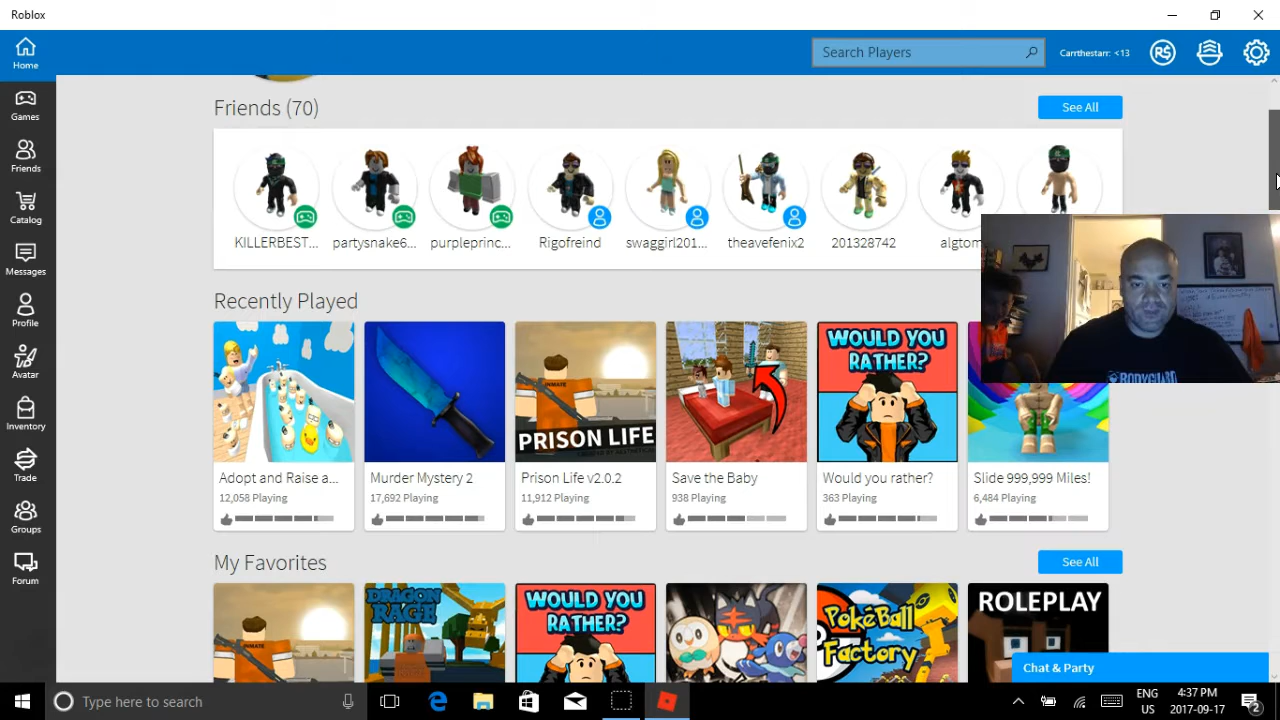 Roblox
Home
Search Players
Carrthestarr: <13
R$
Games
Friends
Catalog
Messages
Profile
Avatar
Inventory
Trade
Groups
Forum
Friends (70)
See All
KILLERBEST...
partysnake6...
purpleprinc...
Rigofreind
swaggirl201...
theavefenix2
201328742
algtom
BODYGUARD
Recently Played
INMATE
PRISON LIFE
WOULD YOU
RATHER?
Adopt and Raise a...
Murder Mystery 2
Prison Life v2.0.2
Save the Baby
Would you rather?
Slide 999,999 Miles!
12,058 Playing
17,692 Playing
11,912 Playing
938 Playing
363 Playing
6,484 Playing
My Favorites
See All
INMATE
DRAGON
RAGE
WOULD YOU
RATHER?
PokéBall
Factory
ROLEPLAY
Chat & Party
Type here to search
ENG
US
4:37 PM
2017-09-17
2